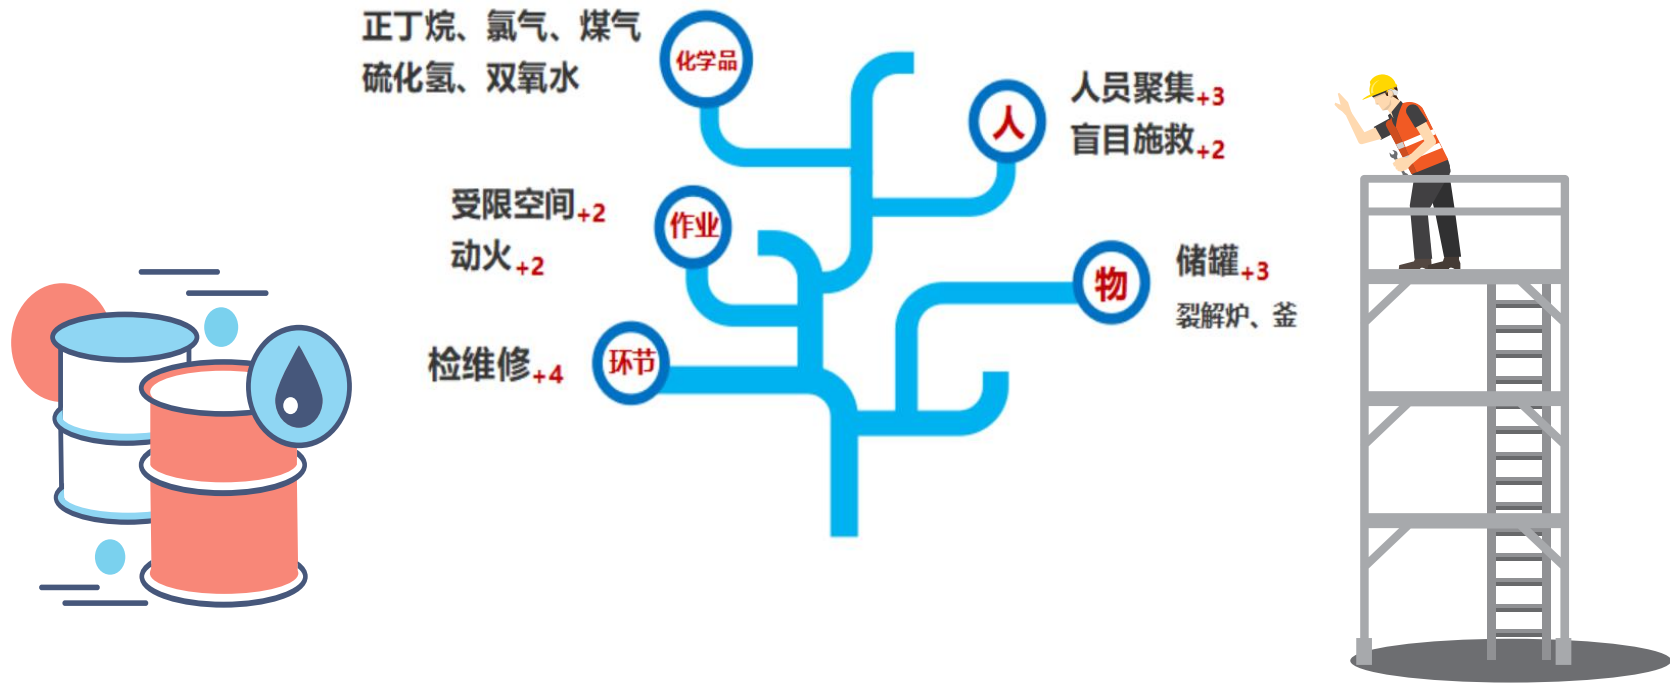 正丁烷、氯气、煤气
硫化氢、双氧水
化学品
人
人员聚集+3
盲目施救+2
受限空间+2
动火+2
作业
物
储罐+3
裂解炉、釜
检维修+4
环节